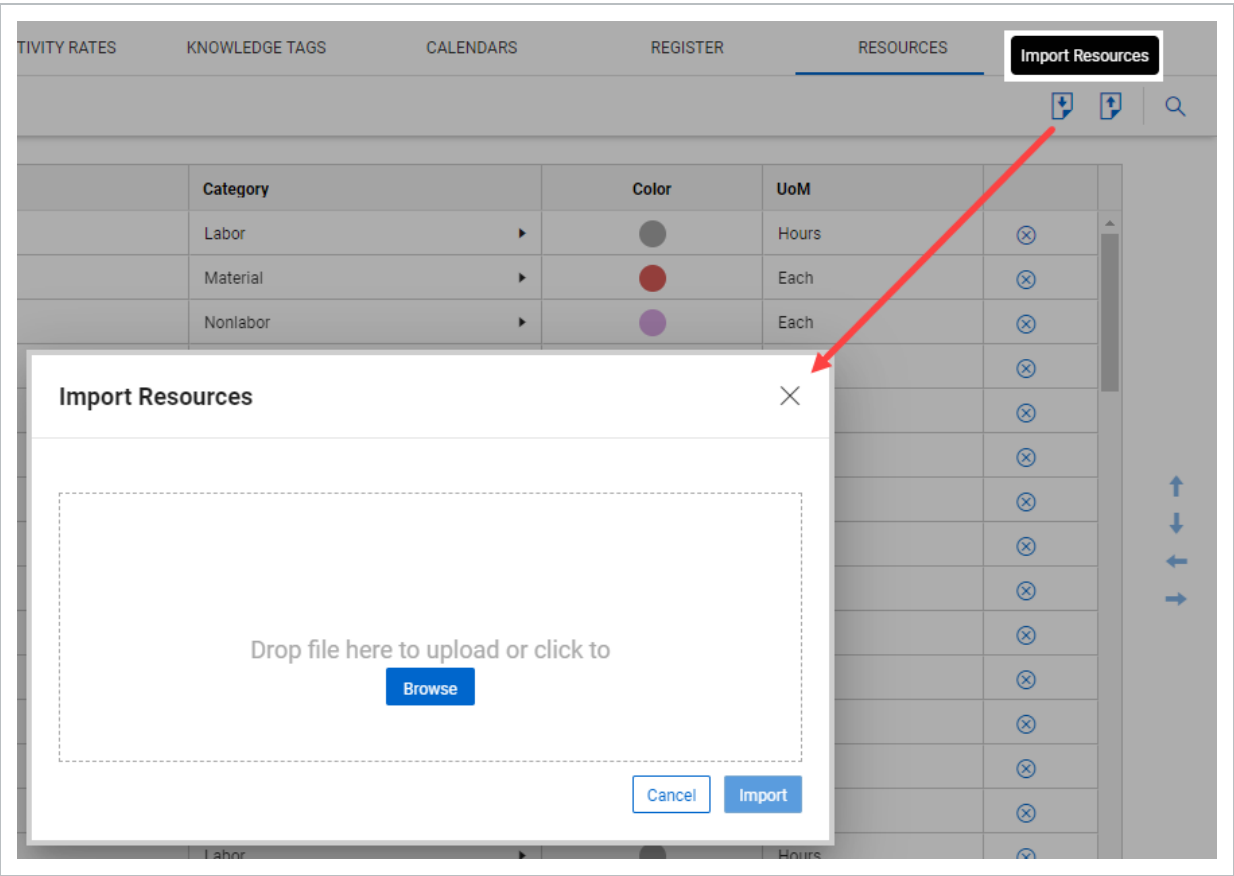 TIVITY RATES KNOWLEDGE TAGS CALENDARS REGISTER RESOURCES Import Resources
Category Color UoM
Labor Hours
Material Each
Nonlabor Each
Import Resources
Drop file here to upload or click to
Browse
Cancel Import
Labor Hours